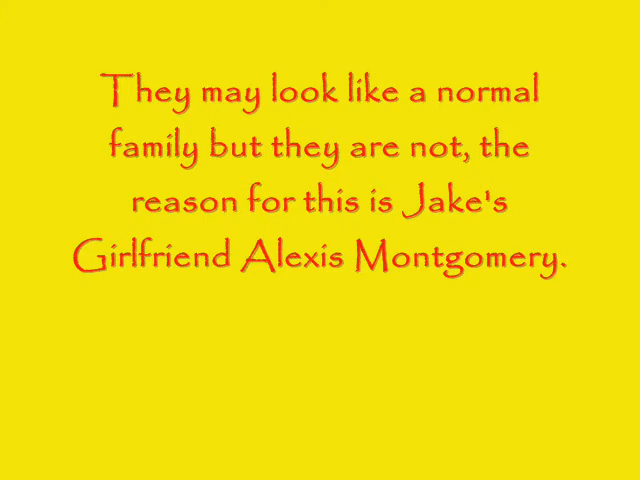 They may look like a normal
family but they are not, the
reason for this is Jake's
Girlfriend Alexis Montgomery.